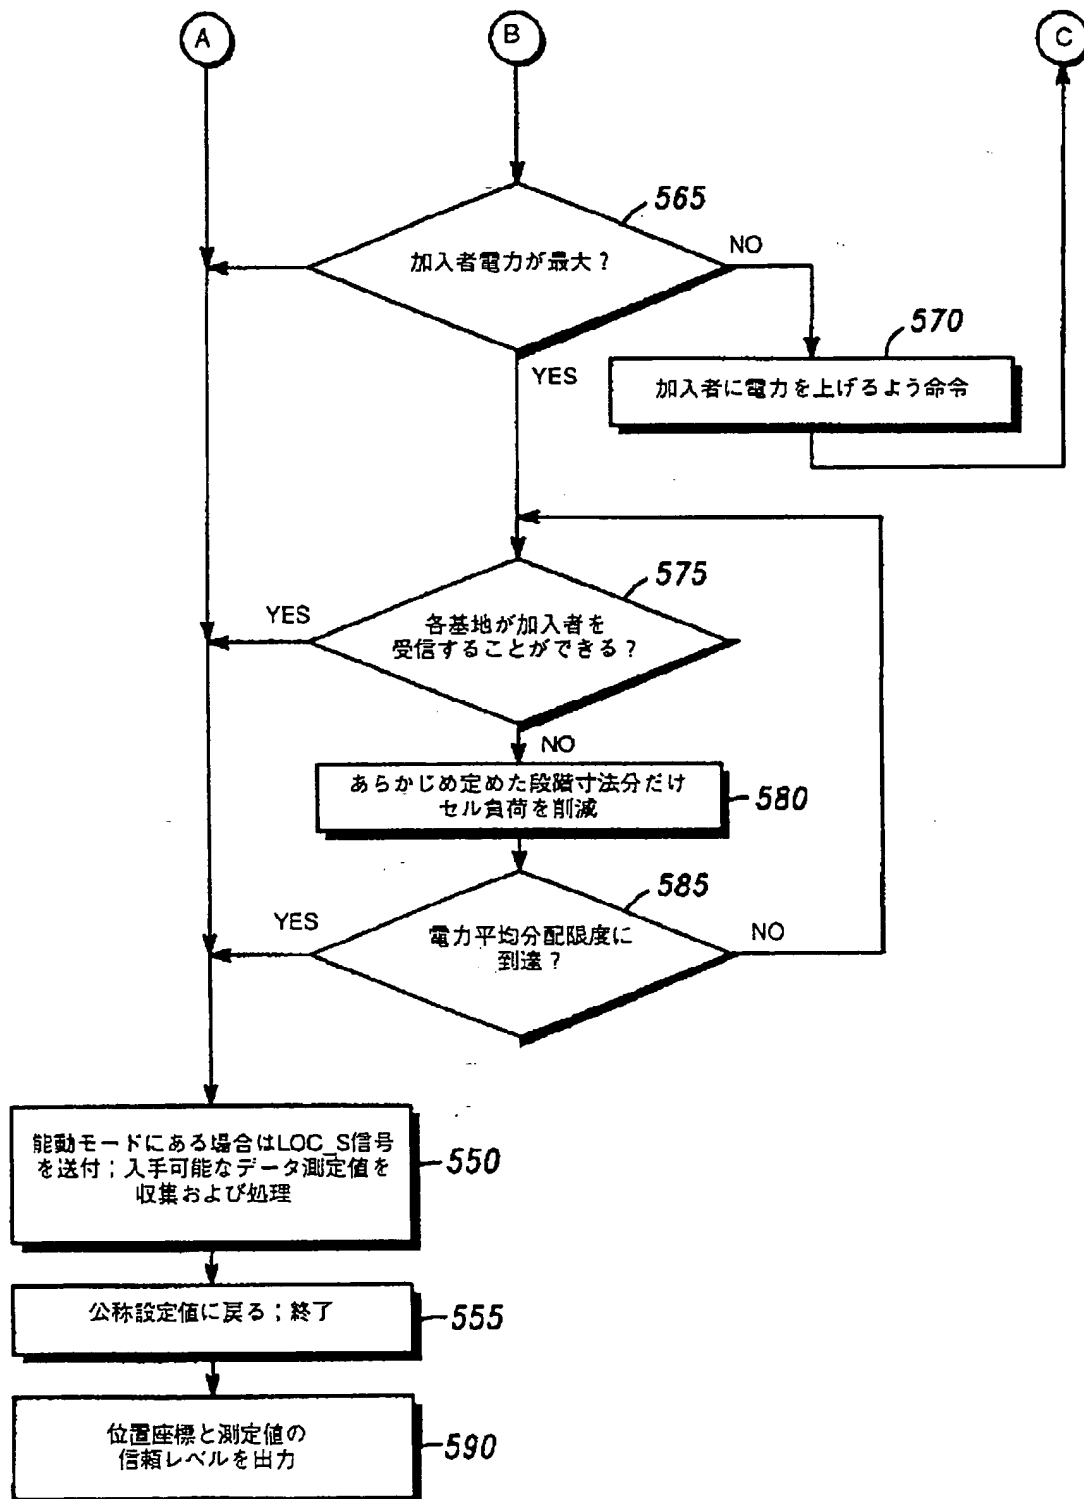 A
B
C
565
加入者電力が最大？
NO
YES
570
加入者に電力を上げるよう命令
575
YES
各基地が加入者を
受信することができる？
NO
あらかじめ定めた段階寸法分だけ
セル負荷を削減
580
585
YES
電力平均分配限度に
到達？
NO
能動モードにある場合はLOC_S信号
を送付；入手可能なデータ測定値を
収集および処理
550
公称設定値に戻る；終了
555
位置座標と測定値の
信頼レベルを出力
590